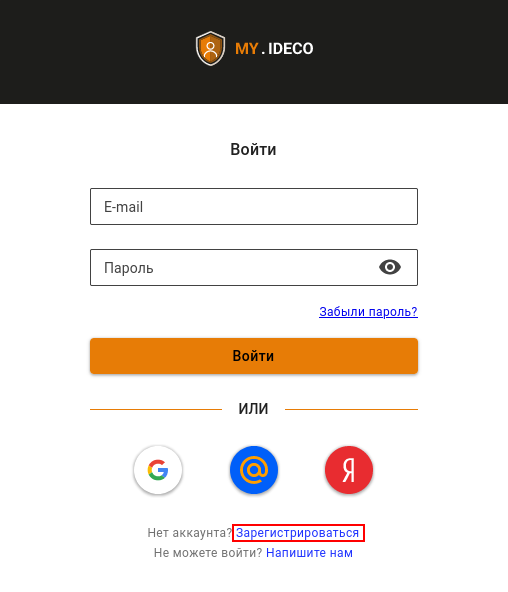 MY.IDECO
Войти
E-mail
Пароль
Забыли пароль?
Войти
ИЛИ
Нет аккаунта? Зарегистрироваться
Не можете войти? Напишите нам